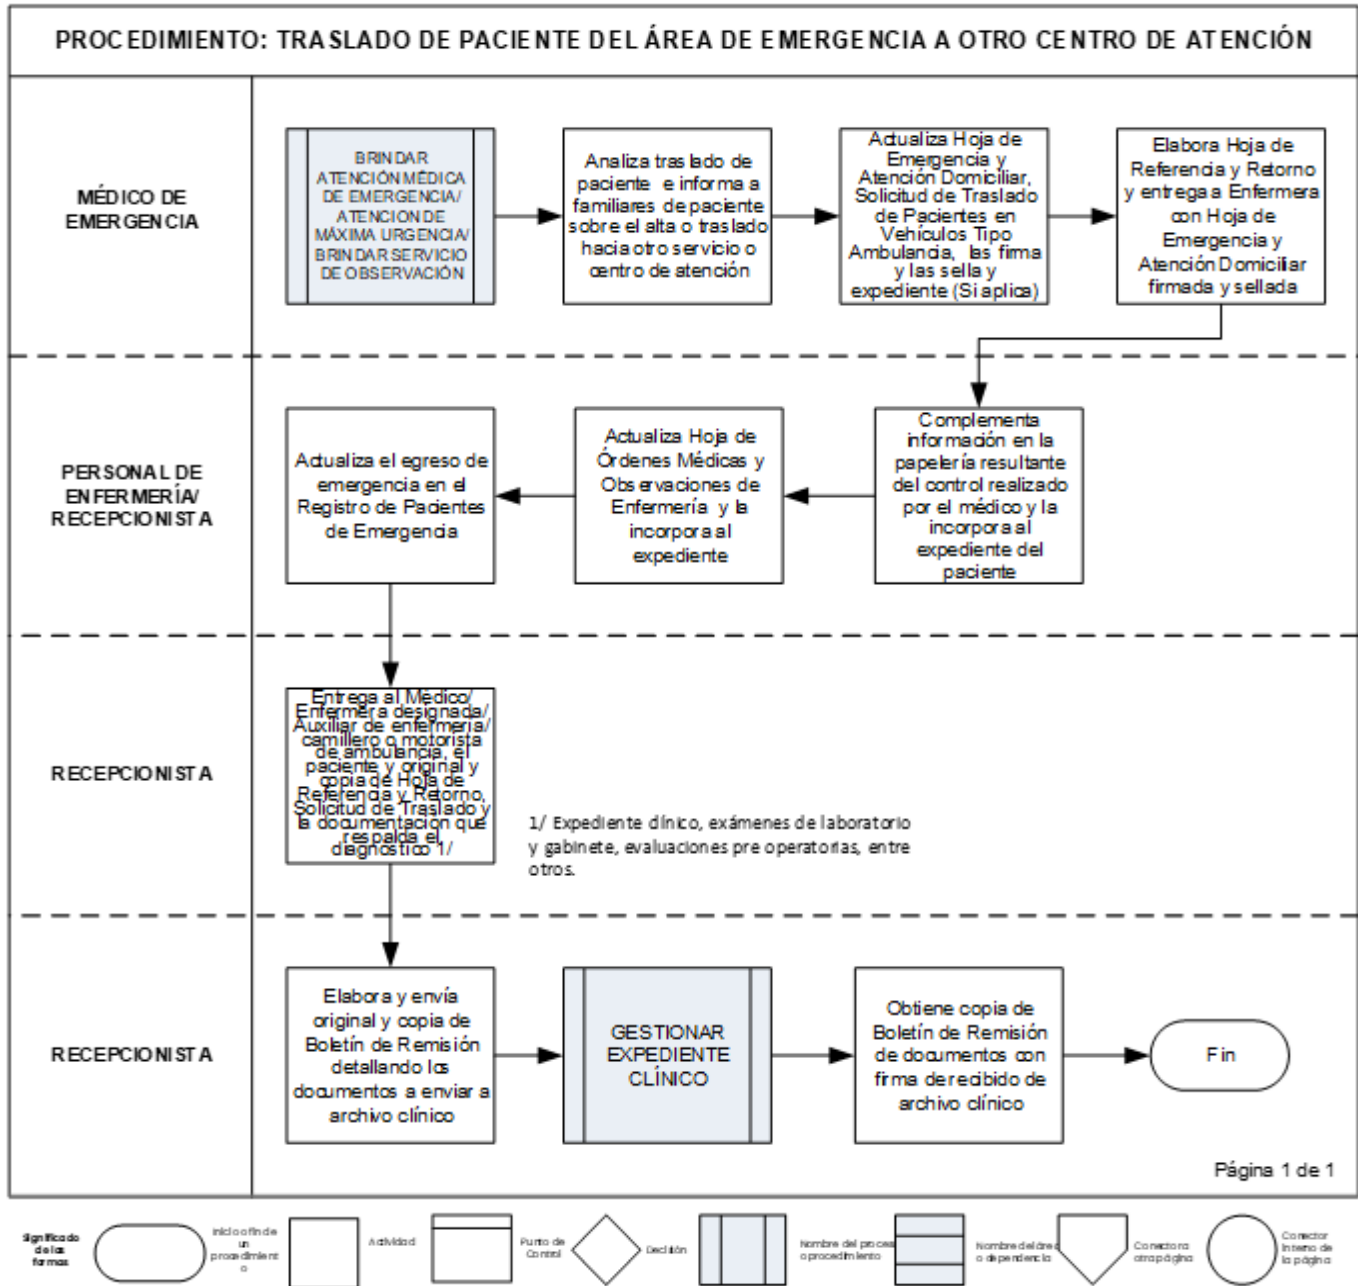 PROCEDIMIENTO: TRASLADO DE PACIENTE DEL ÁREA DE EMERGENCIA A OTRO CENTRO DE ATENCIÓN
MÉDICO DE
EMERGENCIA
BRINDAR
ATENCIÓN MÉDICA
DE EMERGENCIA/
ATENCION DE
MÁXIMA URGENCIA/
BRINDAR SERVICIO
DE OBSERVACIÓN
Analiza traslado de
paciente e informa a
familiares de paciente
sobre el alta o traslado
hacia otro servicio o
centro de atención
Actualiza Hoja de
Emergencia y
Atención Domiciliar,
Solicitud de Traslado
de Pacientes en
Vehículos Tipo
Ambulancia, las firma
y las sella y
expediente (Si aplica)
Elabora Hoja de
Referencia y Retorno
y entrega a Enfermera
con Hoja de
Emergencia y
Atención Domiciliar
firmada y sellada
PERSONAL DE
ENFERMERÍA/
RECEPCIONISTA
Actualiza el egreso de
emergencia en el
Registro de Pacientes
de Emergencia
Actualiza Hoja de
Órdenes Médicas y
Observaciones de
Enfermería y la
incorpora al
expediente
Complementa
información en la
papelería resultante
del control realizado
por el médico y la
incorpora al
expediente del
paciente
RECEPCIONISTA
Entrega al Médico/
Enfermera designada/
Auxiliar de enfermería/
camillero o motorista
de ambulancia, el
paciente y original y
copia de Hoja de
Referencia y Retorno,
Solicitud de Traslado y
la documentación que
respalda el
diagnóstico 1/
1/ Expediente clínico, exámenes de laboratorio
y gabinete, evaluaciones pre operatorias, entre
otros.
RECEPCIONISTA
Elabora y envía
original y copia de
Boletín de Remisión
detallando los
documentos a enviar a
archivo clínico
GESTIONAR
EXPEDIENTE
CLÍNICO
Obtiene copia de
Boletín de Remisión
de documentos con
firma de recibido de
archivo clínico
Fin
Página 1 de 1
Significado
de las
formas
Inicio o fin de
un
procedimient
o
Actividad
Punto de
Control
Decisión
Nombre del proceso
o procedimiento
Nombre del área
o dependencia
Conector a
otra página
Conector
Interno de
la página